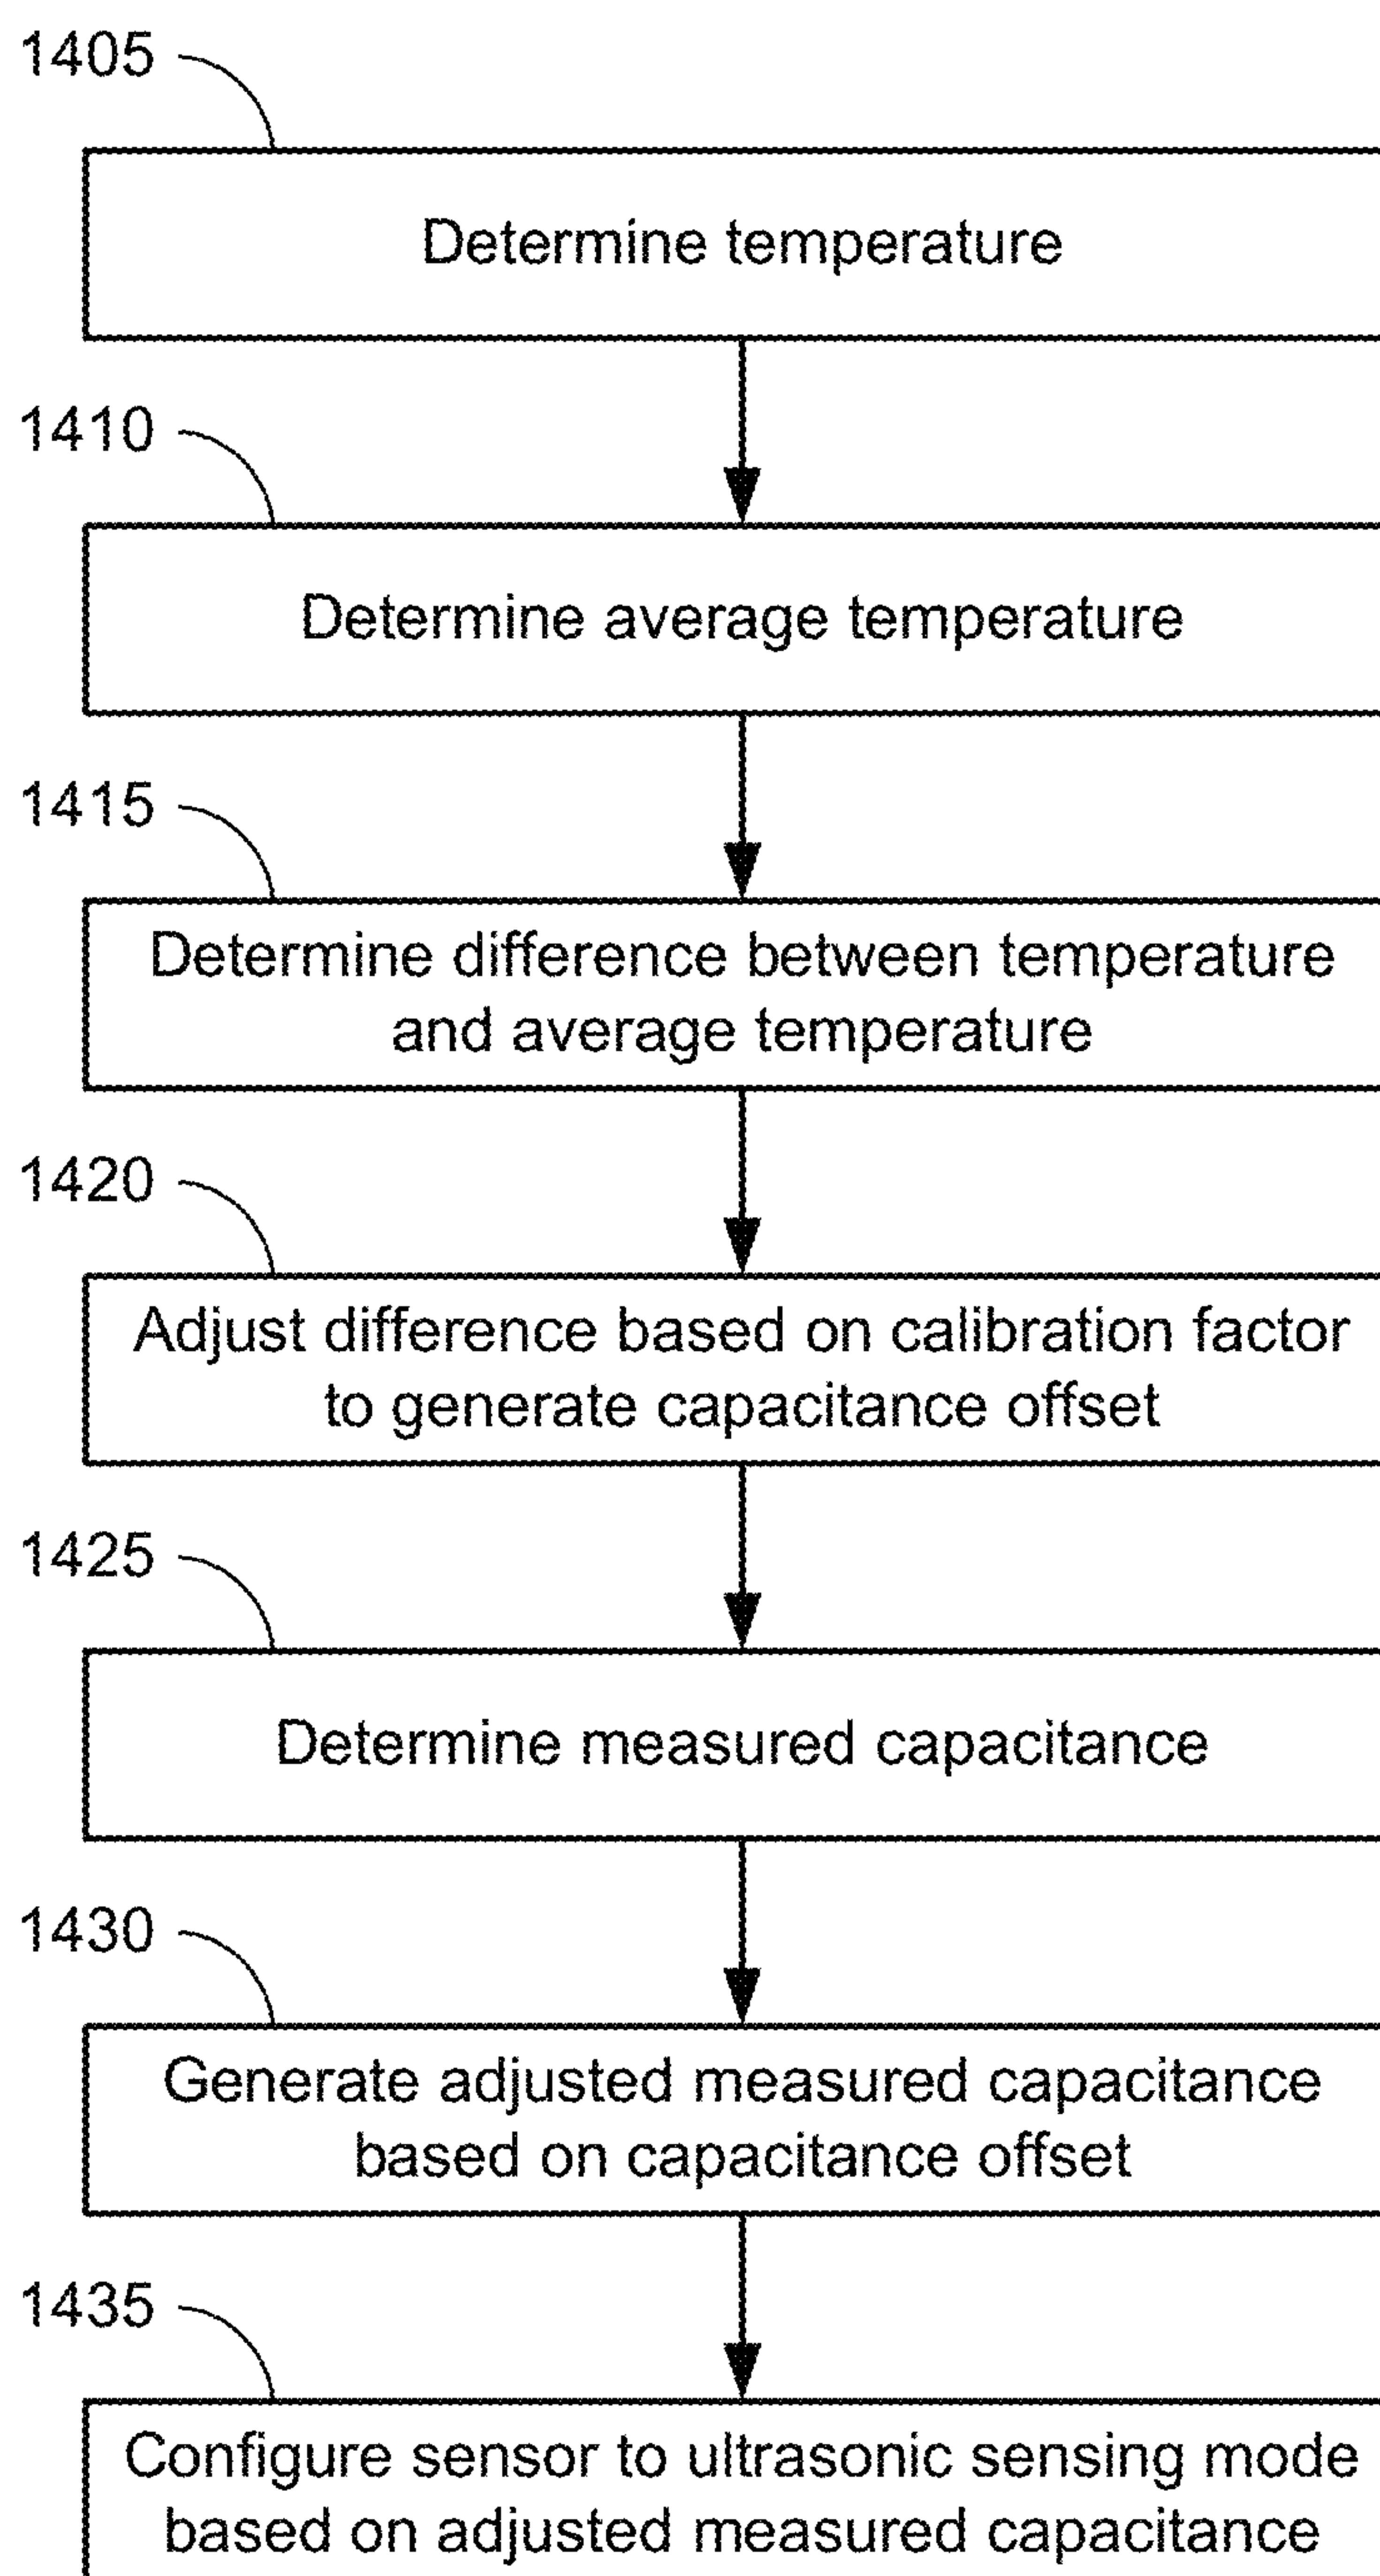 1405
Determine temperature
1410
Determine average temperature
1415
Determine difference between temperature
and average temperature
1420
Adjust difference based on calibration factor
to generate capacitance offset
1425
Determine measured capacitance
1430
Generate adjusted measured capacitance
based on capacitance offset
1435
Configure sensor to ultrasonic sensing mode
based on adjusted measured capacitance